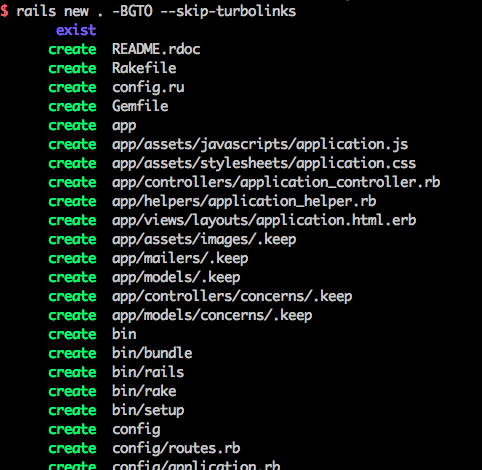 $ rails new . -BGTO --skip-turbolinks
exist
create README.rdoc
create Rakefile
create config.ru
create Gemfile
create app
create app/assets/javascripts/application.js
create app/assets/stylesheets/application.css
create app/controllers/application_controller.rb
create app/helpers/application_helper.rb
create app/views/layouts/application.html.erb
create app/assets/images/.keep
create app/mailers/.keep
create app/models/.keep
create app/controllers/concerns/.keep
create app/models/concerns/.keep
create bin
create bin/bundle
create bin/rails
create bin/rake
create bin/setup
create config
create config/routes.rb
create config/application.rb